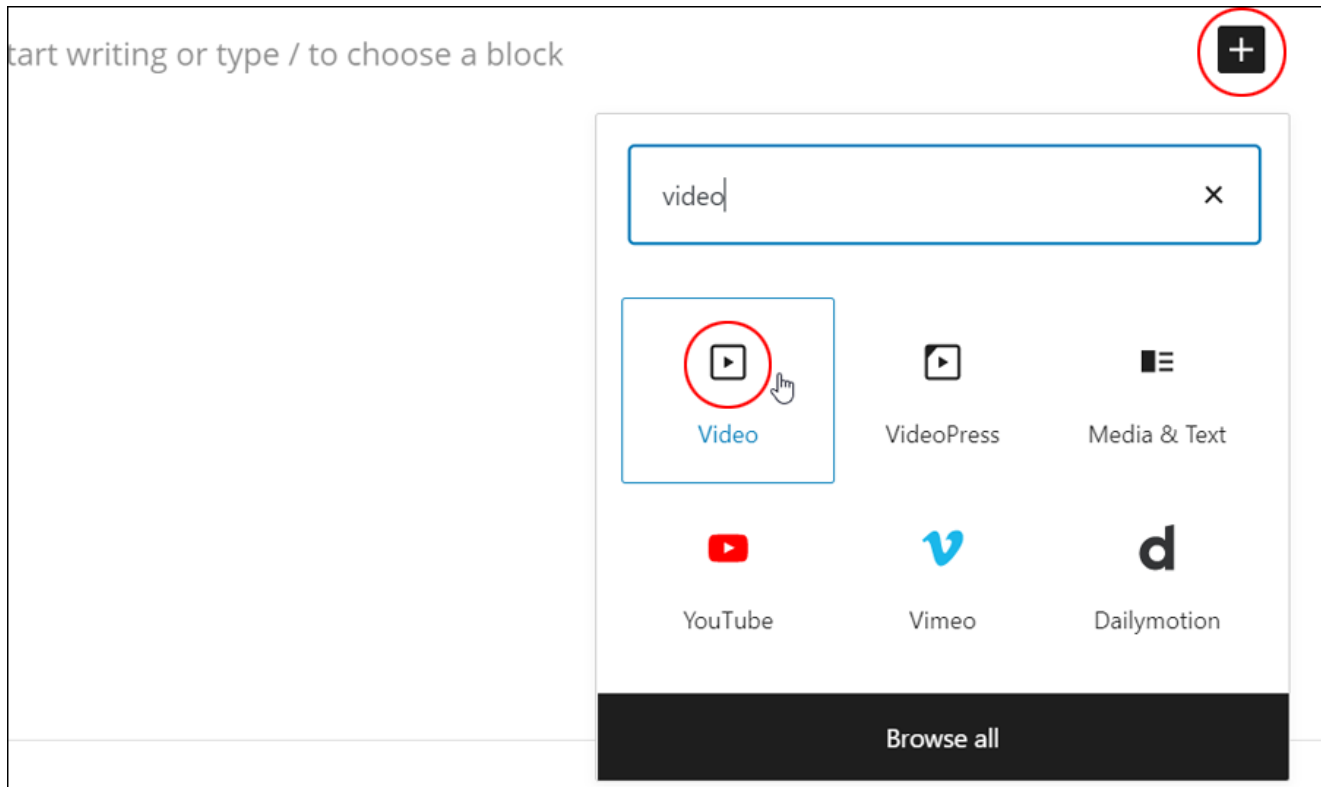 tart writing or type / to choose a block
video
Video
VideoPress
Media & Text
YouTube
Vimeo
Dailymotion
Browse all